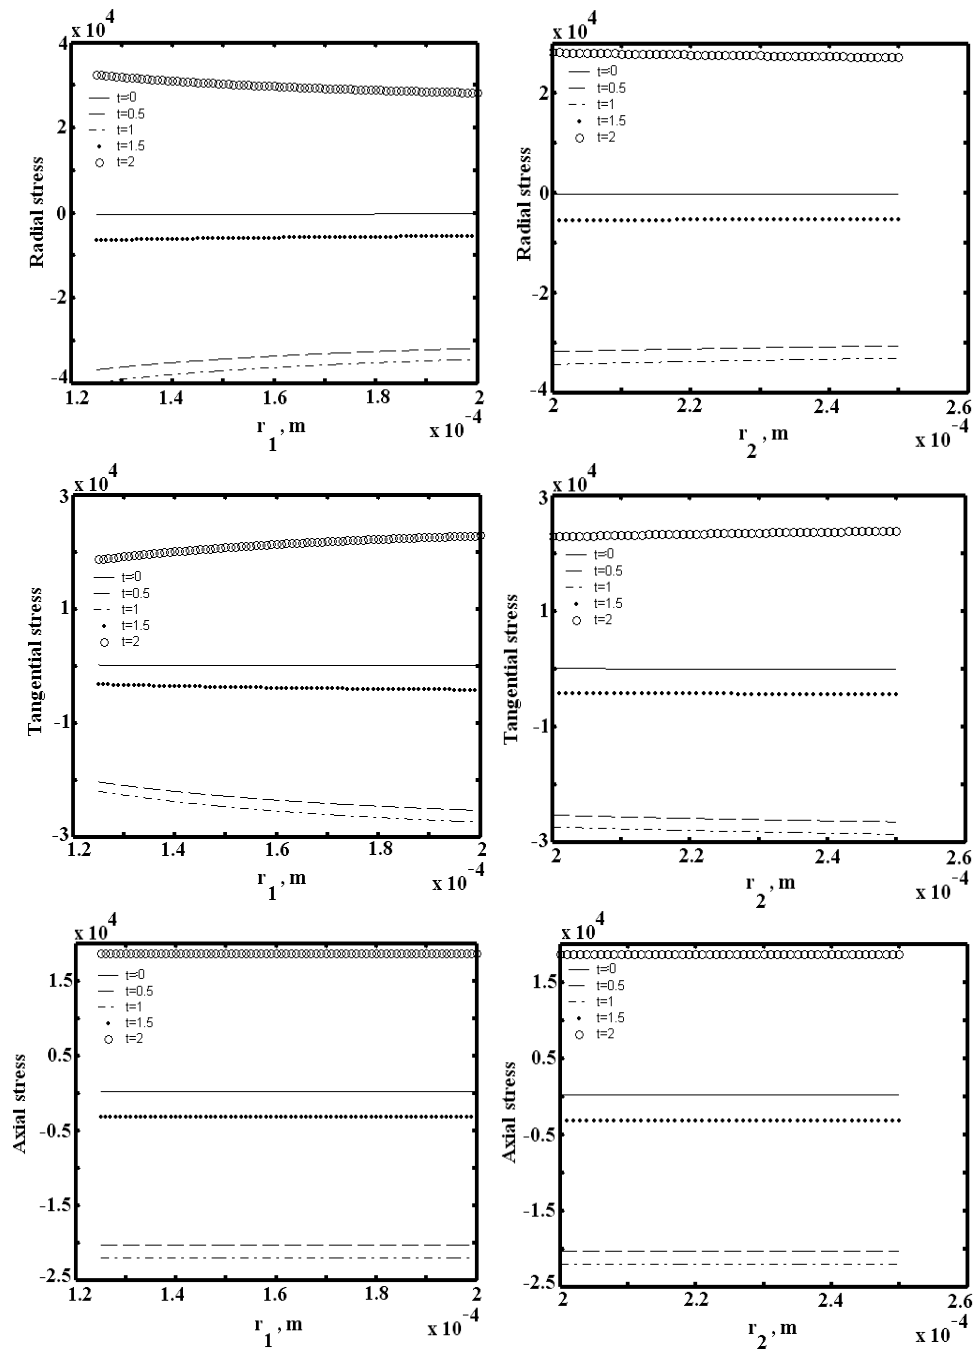 x 10^4
4
2
0
-2
-4
Radial stress
t=0
t=0.5
t=1
t=1.5
t=2
1.2 1.4 1.6 1.8 2
r_1 , m
x 10^-4
x 10^4
2
0
-2
-4
Radial stress
t=0
t=0.5
t=1
t=1.5
t=2
2 2.2 2.4 2.6
r_2 , m
x 10^-4
x 10^4
3
1
-1
-3
Tangential stress
t=0
t=0.5
t=1
t=1.5
t=2
1.2 1.4 1.6 1.8 2
r_1 , m
x 10^-4
x 10^4
3
1
-1
-3
Tangential stress
t=0
t=0.5
t=1
t=1.5
t=2
2 2.2 2.4 2.6
r_2 , m
x 10^-4
x 10^4
1.5
0.5
-0.5
-1.5
-2.5
Axial stress
t=0
t=0.5
t=1
t=1.5
t=2
1.2 1.4 1.6 1.8 2
r_1 , m
x 10^-4
x 10^4
1.5
0.5
-0.5
-1.5
-2.5
Axial stress
t=0
t=0.5
t=1
t=1.5
t=2
2 2.2 2.4 2.6
r_2 , m
x 10^-4